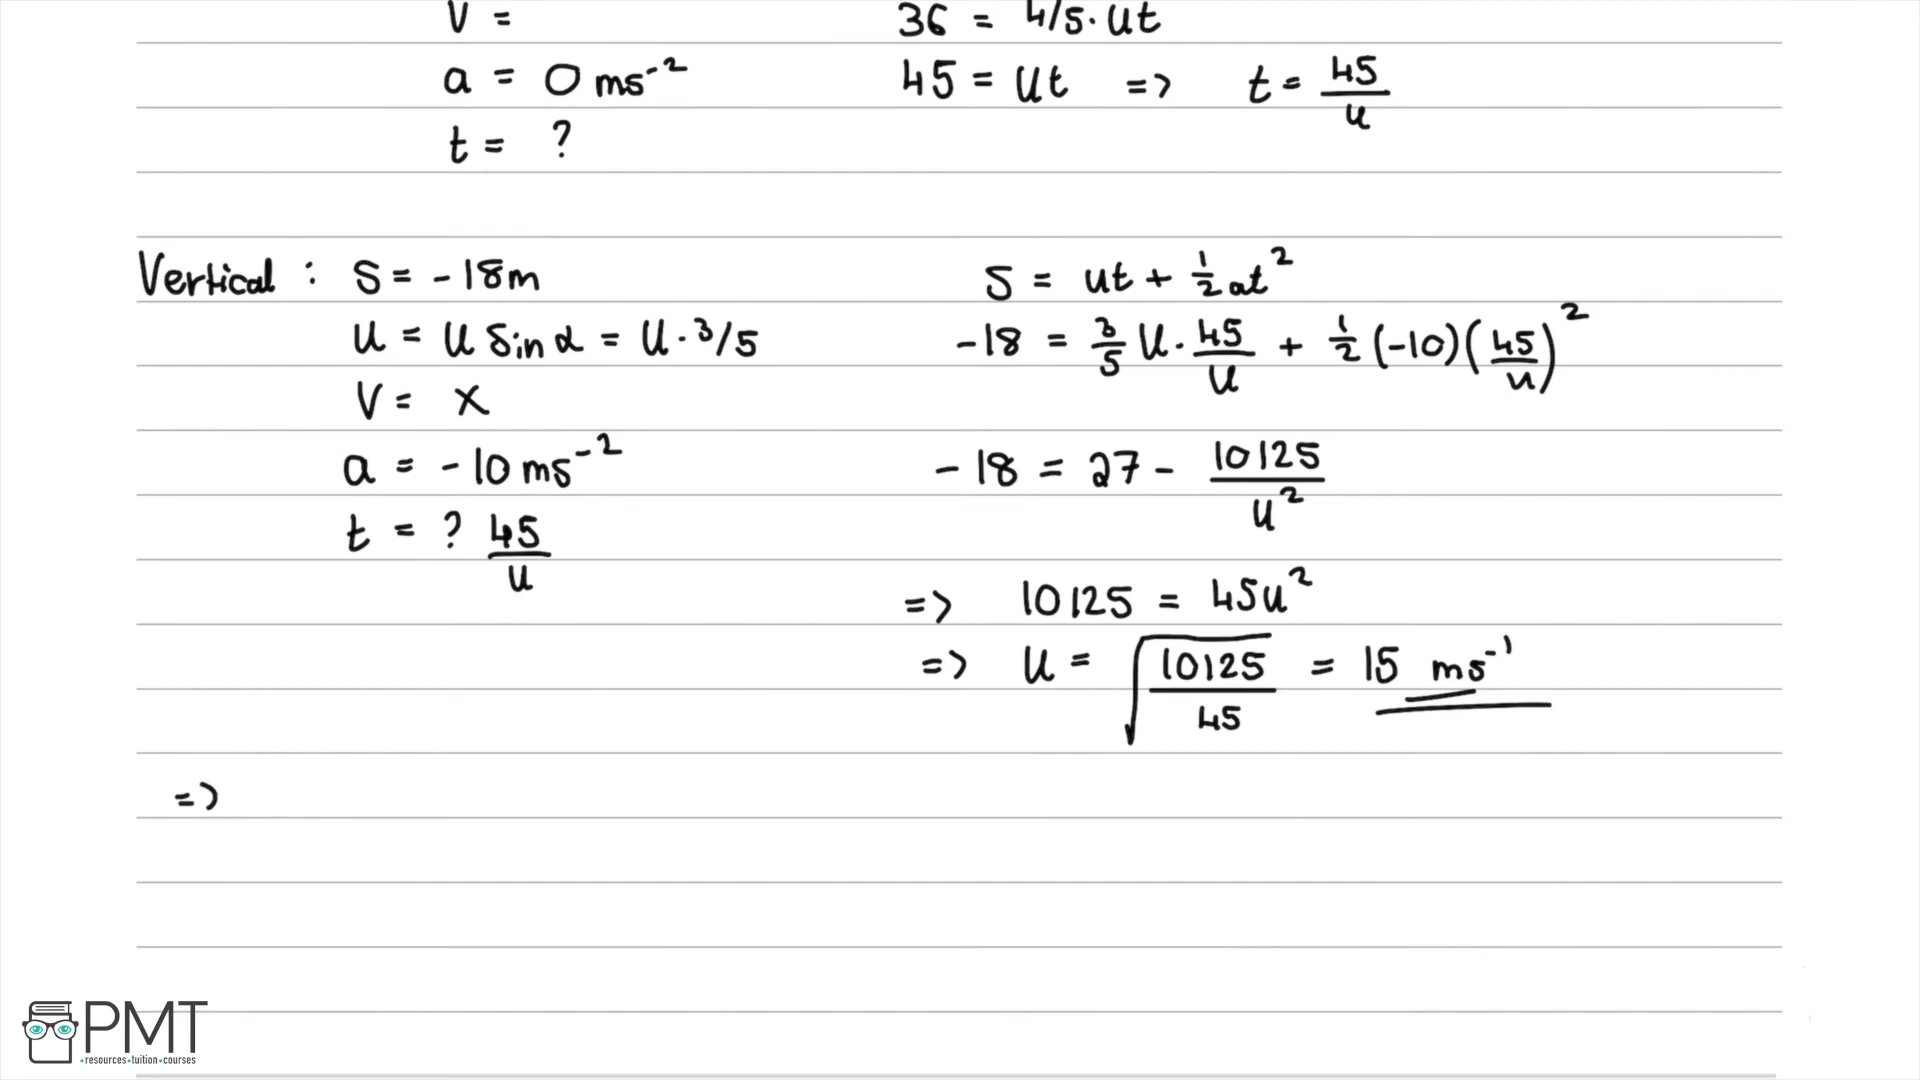 V =
36 = 4/5 · Ut
a = 0 ms⁻²
45 = Ut => t = 45/u
t = ?
Vertical : S = -18m
S = ut + 1/2 at²
u = U sin α = U · 3/5
-18 = 3/5 U · 45/U + 1/2 (-10)(45/u)²
V = X
a = -10 ms⁻²
-18 = 27 - 10125/u²
t = ? 45/u
=> 10125 = 45u²
=> U = √(10125/45) = 15 ms⁻¹
=>
PMT
•resources•tuition•courses